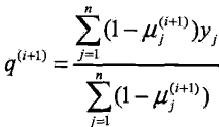 q^{(i+1)} = \frac{\sum_{j=1}^{n} (1 - \mu_j^{(i+1)}) y_j}{\sum_{j=1}^{n} (1 - \mu_j^{(i+1)})}